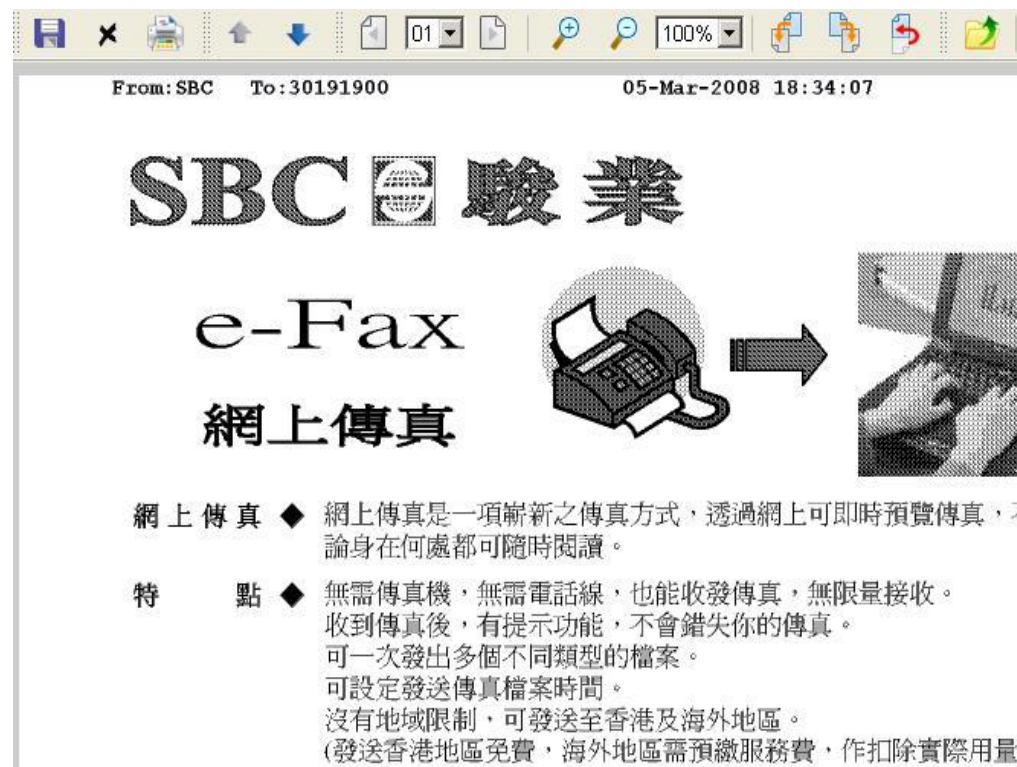 01
100%
From:SBC To:30191900 05-Mar-2008 18:34:07
SBC 駿業
e-Fax
網上傳真
網上傳真 ◆ 網上傳真是一項嶄新之傳真方式，透過網上可即時預覽傳真，
論身在何處都可隨時閱讀。
特 點 ◆ 無需傳真機，無需電話線，也能收發傳真，無限量接收。
收到傳真後，有提示功能，不會錯失你的傳真。
可一次發出多個不同類型的檔案。
可設定發送傳真檔案時間。
沒有地域限制，可發送至香港及海外地區。
(發送香港地區免費，海外地區需預繳服務費，作扣除實際用量